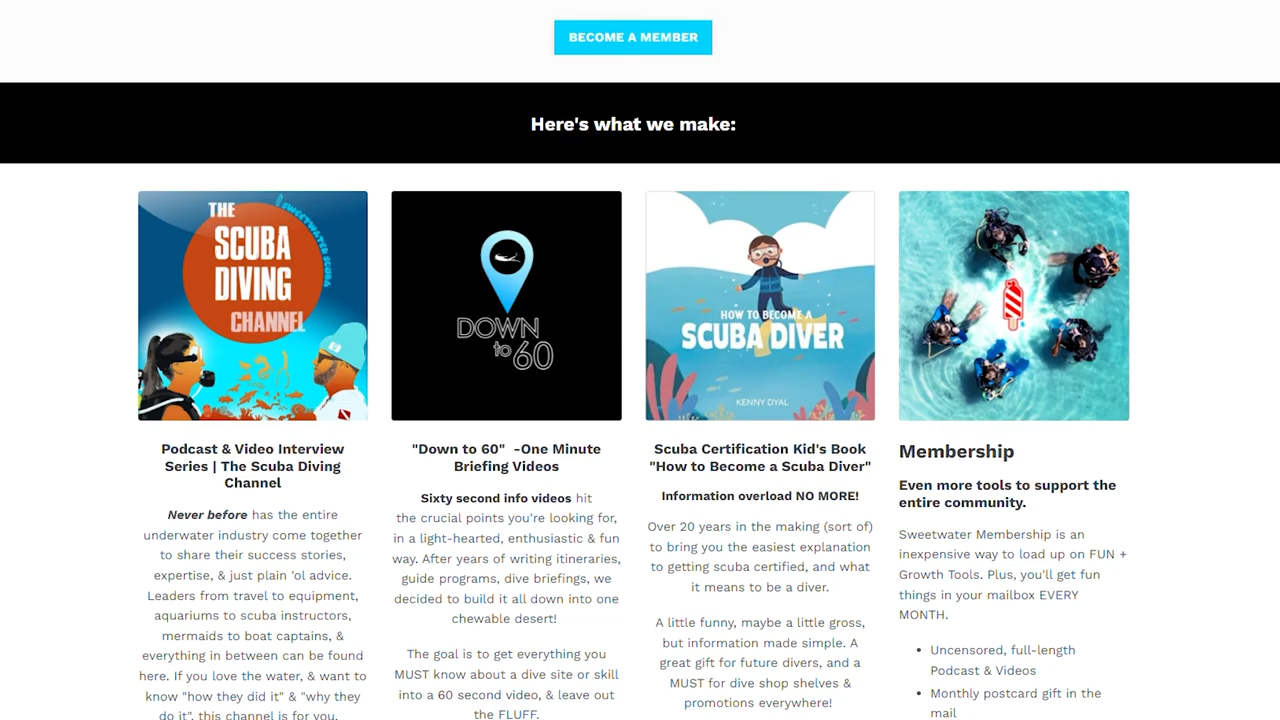 BECOME A MEMBER
Here's what we make:
THE
SCUBA
DIVING
CHANNEL
SWEETWATER SCUBA
DOWN
to 60
HOW TO BECOME A
SCUBA DIVER
KENNY DYAL
Podcast & Video Interview
Series | The Scuba Diving
Channel
Never before has the entire
underwater industry come together
to share their success stories,
expertise, & just plain 'ol advice.
Leaders from travel to equipment,
aquariums to scuba instructors,
mermaids to boat captains, &
everything in between can be found
here. If you love the water, & want to
know "how they did it" & "why they
do it", this channel is for you.
"Down to 60"  -One Minute
Briefing Videos
Sixty second info videos hit
the crucial points you're looking for,
in a light-hearted, enthusiastic & fun
way. After years of writing itineraries,
guide programs, dive briefings, we
decided to build it all down into one
chewable desert!
The goal is to get everything you
MUST know about a dive site or skill
into a 60 second video, & leave out
the FLUFF.
Scuba Certification Kid's Book
"How to Become a Scuba Diver"
Information overload NO MORE!
Over 20 years in the making (sort of)
to bring you the easiest explanation
to getting scuba certified, and what
it means to be a diver.
A little funny, maybe a little gross,
but information made simple. A
great gift for future divers, and a
MUST for dive shop shelves &
promotions everywhere!
Membership
Even more tools to support the
entire community.
Sweetwater Membership is an
inexpensive way to load up on FUN +
Growth Tools. Plus, you'll get fun
things in your mailbox EVERY
MONTH.
• Uncensored, full-length
Podcast & Videos
• Monthly postcard gift in the
mail